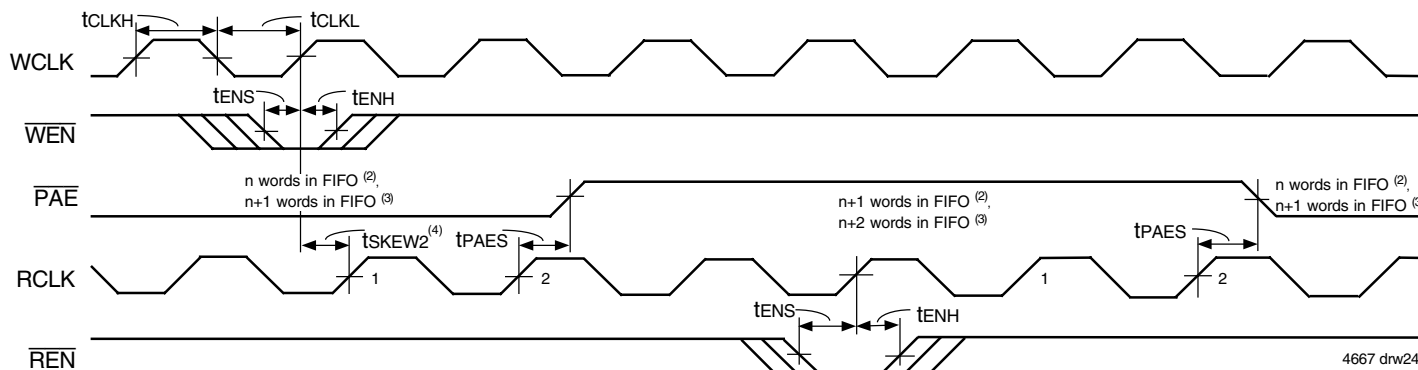 tCLKH
tCLKL
WCLK
tENS
tENH
WEN
n words in FIFO (2),
n+1 words in FIFO (3)
PAE
n+1 words in FIFO (2),
n+2 words in FIFO (3)
n words in FIFO (2),
n+1 words in FIFO (3
tSKEW2(4)
tPAES
tPAES
RCLK
1
2
1
2
tENS
tENH
REN
4667 drw24